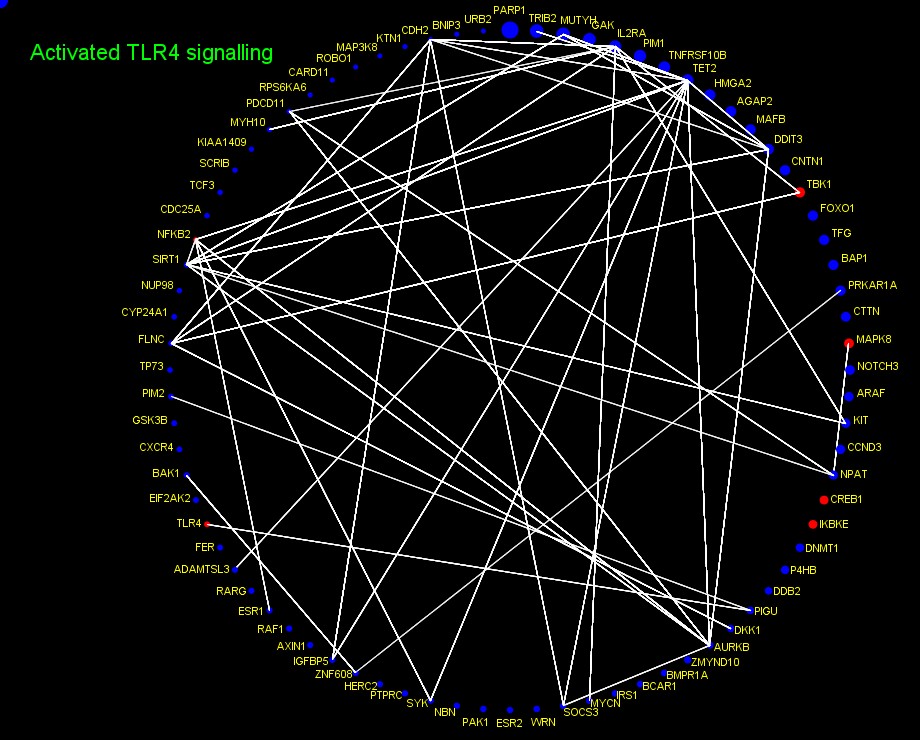 Activated TLR4 signalling
PARP1
TRIB2
MUTYH
GAK
IL2RA
PIM1
TNFRSF10B
TET2
HMGA2
AGAP2
MAFB
DDIT3
CNTN1
TBK1
FOXO1
TFG
BAP1
PRKAR1A
CTTN
MAPK8
NOTCH3
ARAF
KIT
CCND3
NPAT
CREB1
IKBKE
DNMT1
P4HB
DDB2
PIGU
DKK1
AURKB
ZMYND10
BMPR1A
BCAR1
IRS1
MYCN
SOCS3
WRN
ESR2
PAK1
NBN
SYK
PTPRC
HERC2
ZNF608
IGFBP5
AXIN1
RAF1
ESR1
RARG
ADAMTSL3
FER
TLR4
EIF2AK2
BAK1
CXCR4
GSK3B
PIM2
TP73
FLNC
CYP24A1
NUP98
SIRT1
NFKB2
CDC25A
TCF3
SCRIB
KIAA1409
MYH10
PDCD11
RPS6KA6
CARD11
ROBO1
MAP3K8
KTN1
CDH2
BNIP3
URB2